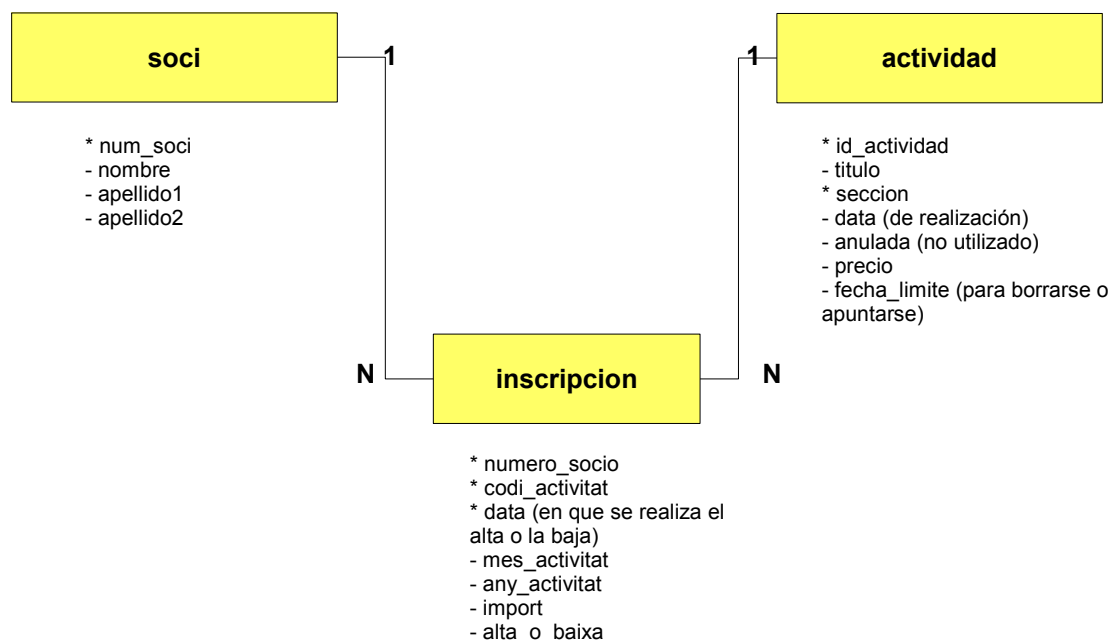 soci
1
* num_soci
- nombre
- apellido1
- apellido2
1
actividad
* id_actividad
- titulo
* seccion
- data (de realización)
- anulada (no utilizado)
- precio
- fecha_limite (para borrarse o
apuntarse)
N
inscripcion
N
* numero_socio
* codi_activitat
* data (en que se realiza el
alta o la baja)
- mes_activitat
- any_activitat
- import
- alta_o_baixa